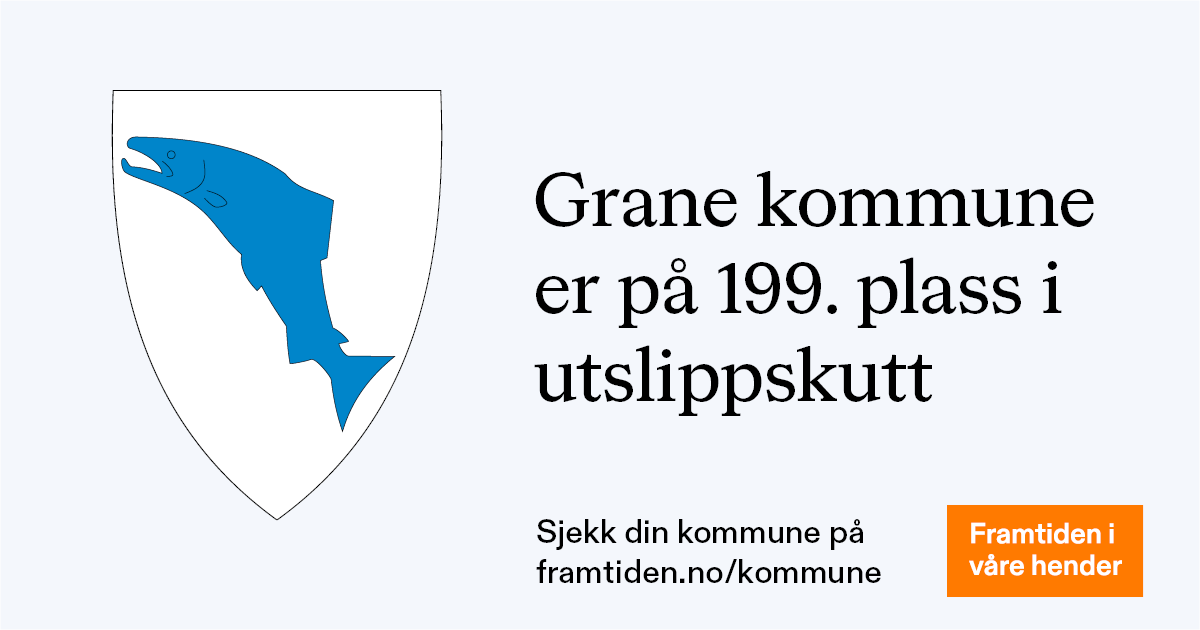 Grane kommune
er på 199. plass i
utslippskutt
Sjekk din kommune på
framtiden.no/kommune
Framtiden i
våre hender